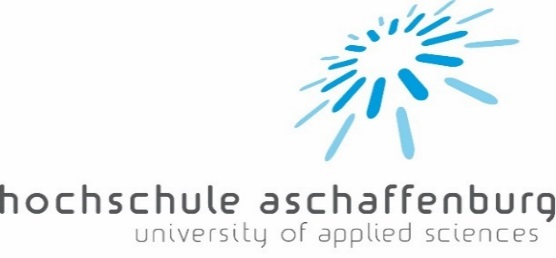 hochschule aschaffenburg
university of applied sciences